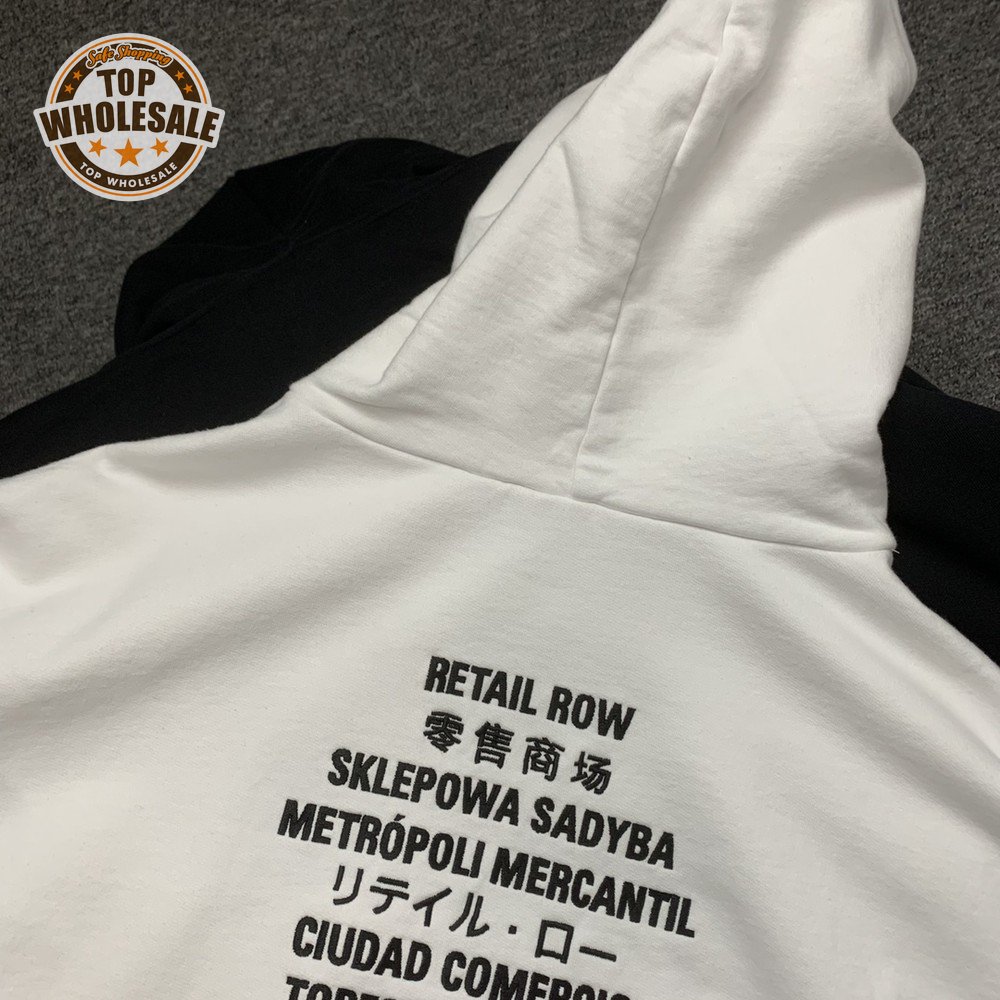 Safe Shopping
TOP
WHOLESALE
TOP WHOLESALE
RETAIL ROW
零售商场
SKLEPOWA SADYBA
METRÓPOLI MERCANTIL
リテイル・ロー
CIUDAD